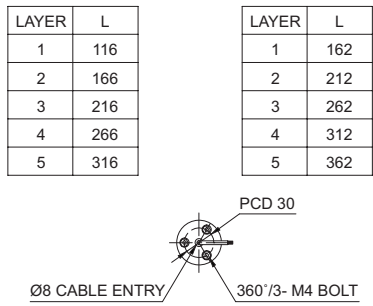 LAYER L
1 116
2 166
3 216
4 266
5 316
LAYER L
1 162
2 212
3 262
4 312
5 362
PCD 30
Ø8 CABLE ENTRY
360°/3- M4 BOLT